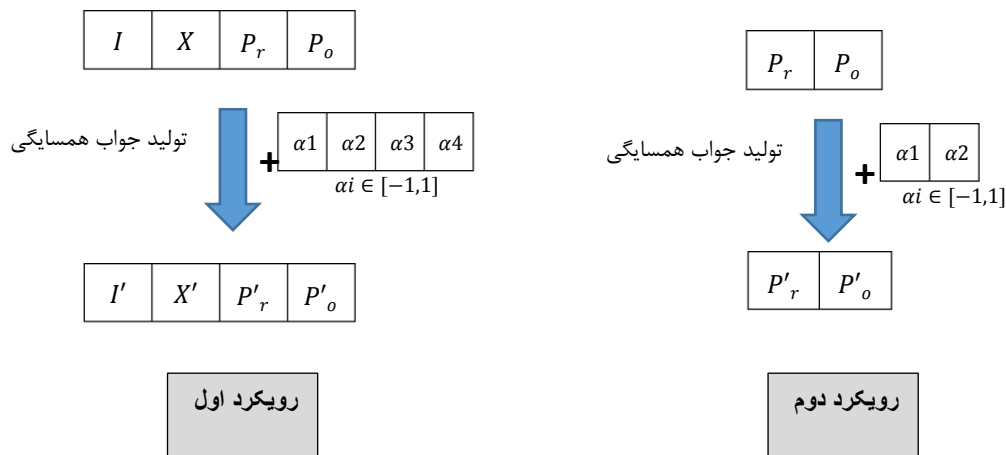 I X P_r P_o
تولید جواب همسایگی
+ α1 α2 α3 α4
αi ∈ [−1,1]
I′ X′ P′_r P′_o
رویکرد اول
P_r P_o
تولید جواب همسایگی
+ α1 α2
αi ∈ [−1,1]
P′_r P′_o
رویکرد دوم